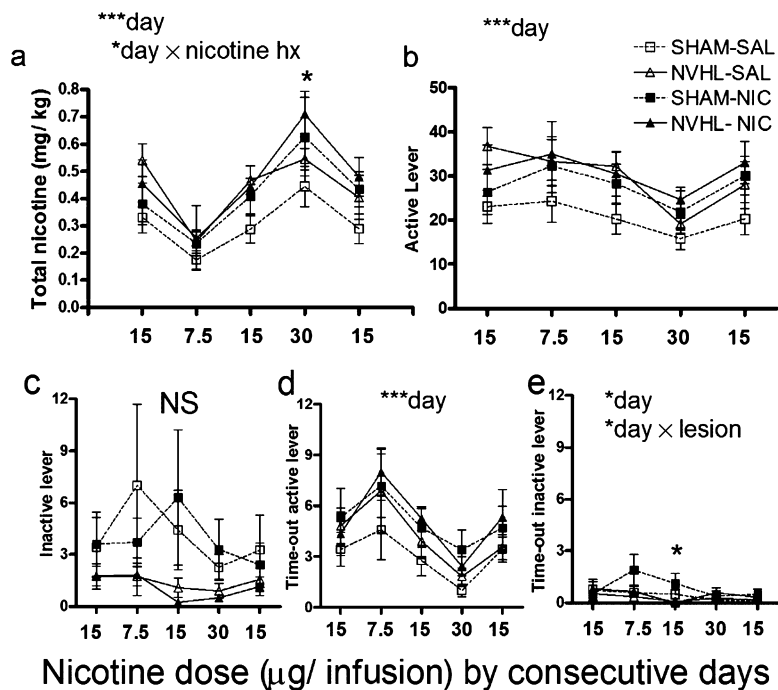 ***day
*day × nicotine hx
a
*
Total nicotine (mg/ kg)
0.8
0.7
0.6
0.5
0.4
0.3
0.2
0.1
0.0
15 7.5 15 30 15
***day
b
SHAM-SAL
NVHL-SAL
SHAM-NIC
NVHL- NIC
Active Lever
50
40
30
20
10
0
15 7.5 15 30 15
c
NS
Inactive lever
12
9
6
3
0
15 7.5 15 30 15
d
***day
Time-out active lever
12
9
6
3
0
15 7.5 15 30 15
e
*day
*day × lesion
*
Time-out inactive lever
12
9
6
3
0
15 7.5 15 30 15
Nicotine dose (μg/ infusion) by consecutive days